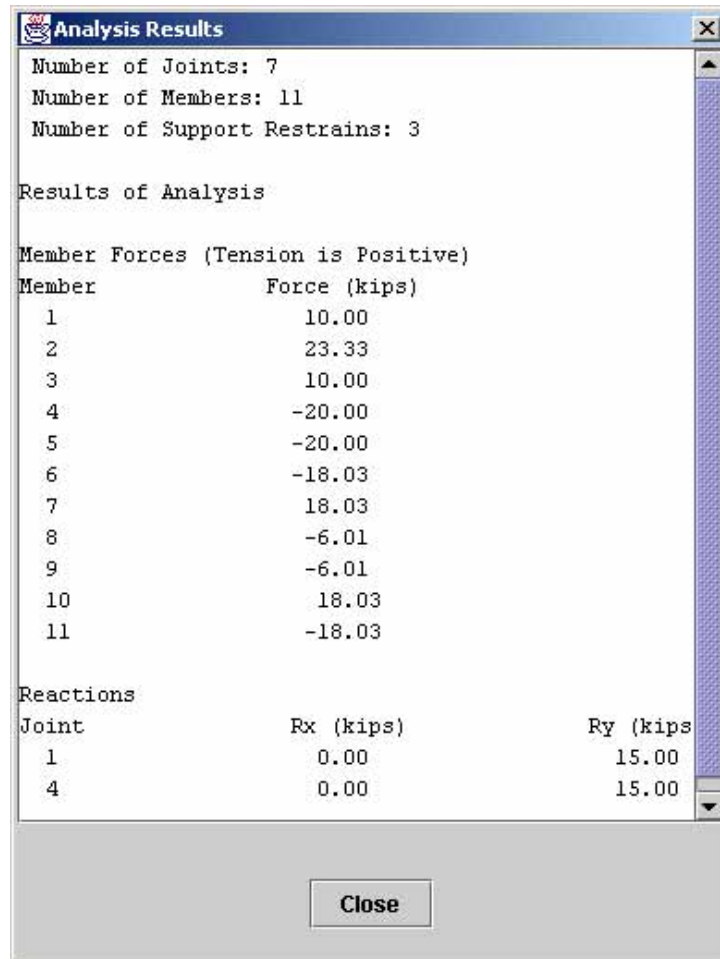 Analysis Results
Number of Joints: 7
Number of Members: 11
Number of Support Restrains: 3
Results of Analysis
Member Forces (Tension is Positive)
Member Force (kips)
1 10.00
2 23.33
3 10.00
4 -20.00
5 -20.00
6 -18.03
7 18.03
8 -6.01
9 -6.01
10 18.03
11 -18.03
Reactions
Joint Rx (kips) Ry (kips
1 0.00 15.00
4 0.00 15.00
Close